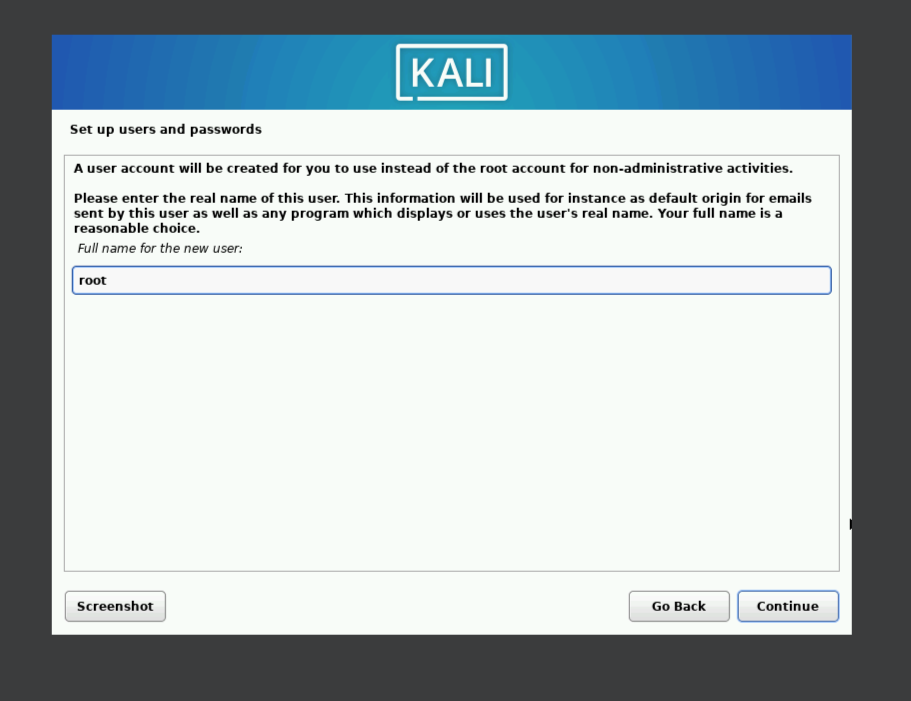 KALI
Set up users and passwords
A user account will be created for you to use instead of the root account for non-administrative activities.
Please enter the real name of this user. This information will be used for instance as default origin for emails
sent by this user as well as any program which displays or uses the user's real name. Your full name is a
reasonable choice.
Full name for the new user:
root
Screenshot
Go Back
Continue